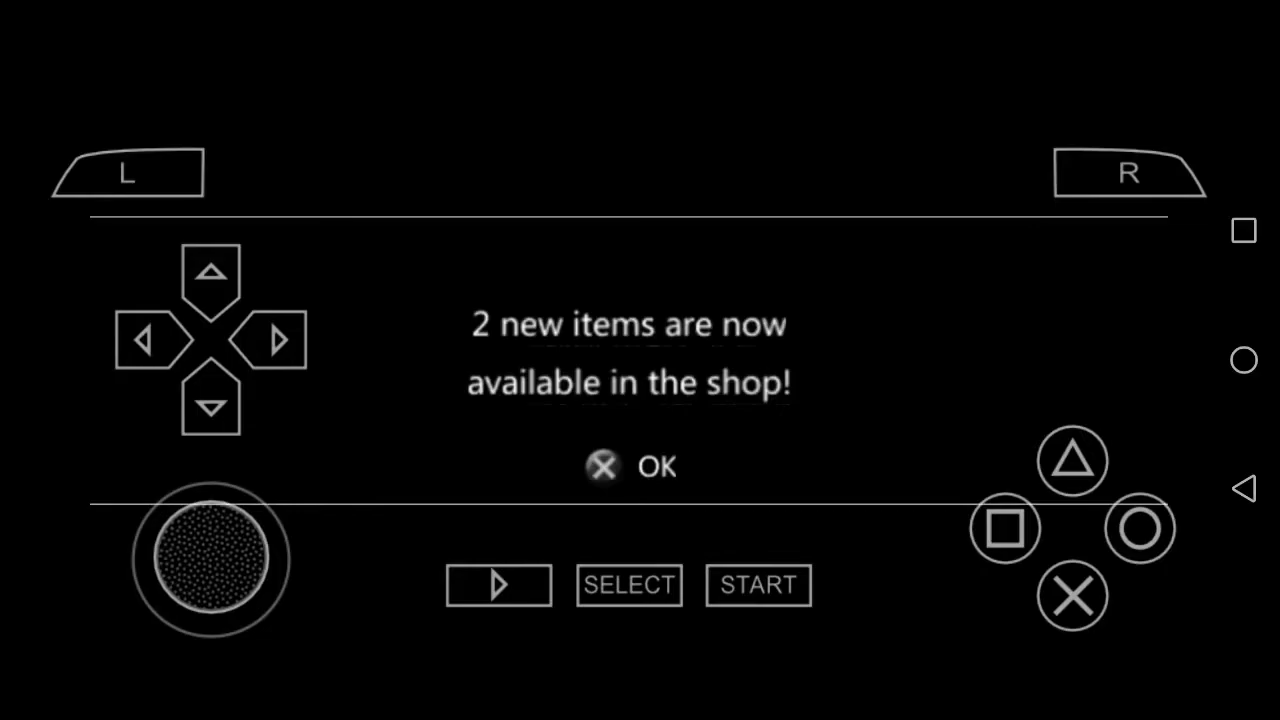 L
R
2 new items are now
available in the shop!
OK
SELECT
START